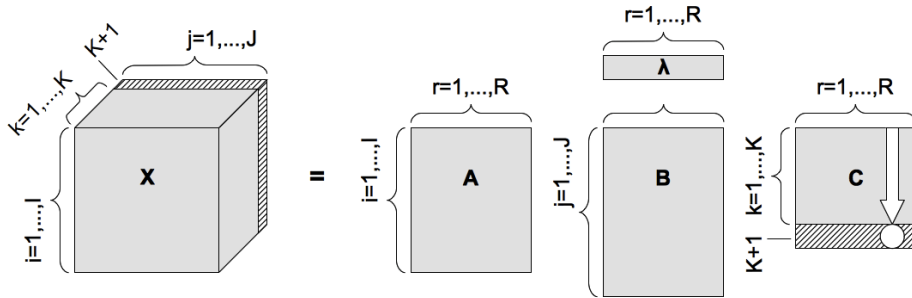 K+1
j=1,...,J
k=1,...,K
i=1,...,I
X
=
r=1,...,R
i=1,...,I
A
r=1,...,R
λ
j=1,...,J
B
r=1,...,R
k=1,...,K
C
K+1